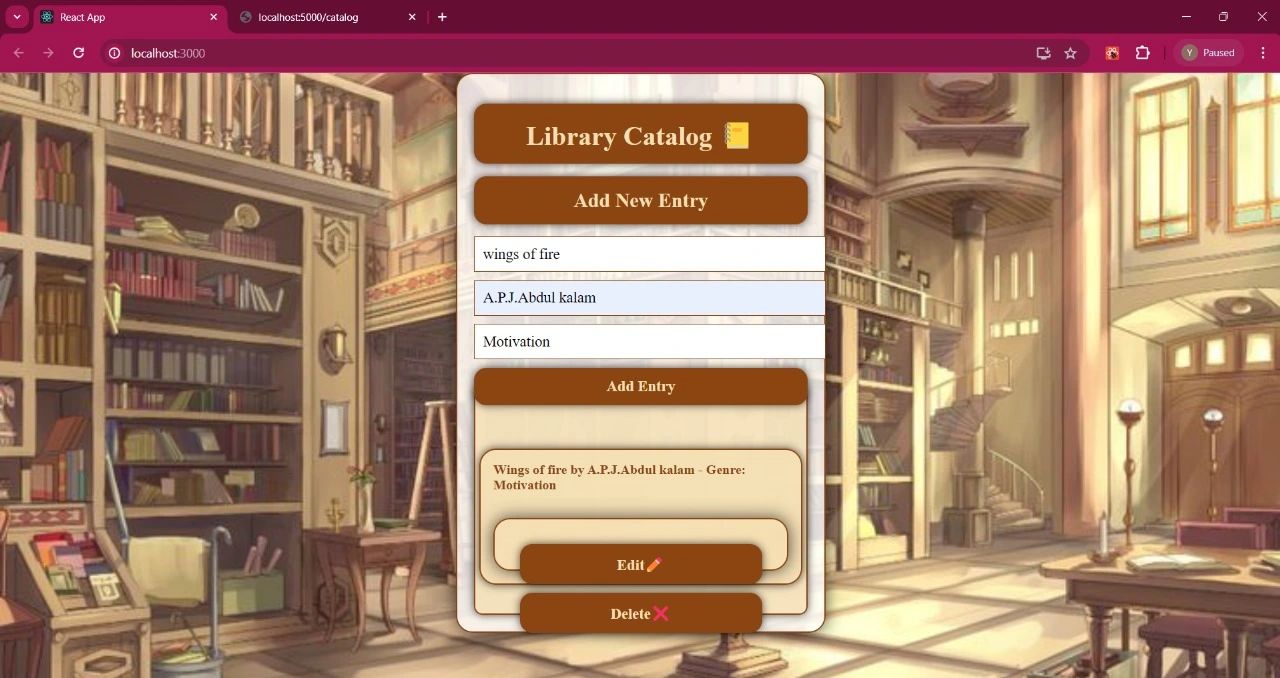 React App
localhost:5000/catalog
localhost:3000
Y Paused
Library Catalog 📒
Add New Entry
wings of fire
A.P.J.Abdul kalam
Motivation
Add Entry
Wings of fire by A.P.J.Abdul kalam - Genre:
Motivation
Edit✏️
Delete❌